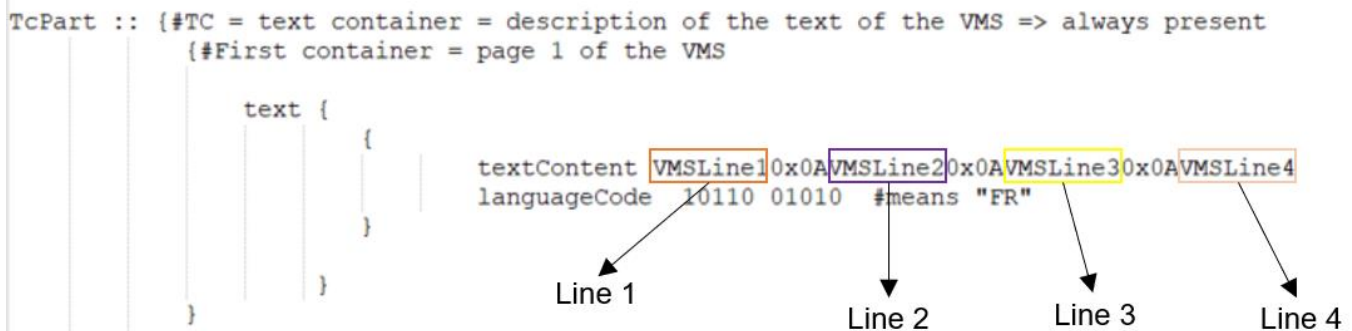 TcPart :: {#TC = text container = description of the text of the VMS => always present
{#First container = page 1 of the VMS
text {
{
textContent VMSLine10x0AVMSLine20x0AVMSLine30x0AVMSLine4
languageCode 10110 01010 #means "FR"
}
}
}
Line 1
Line 2
Line 3
Line 4